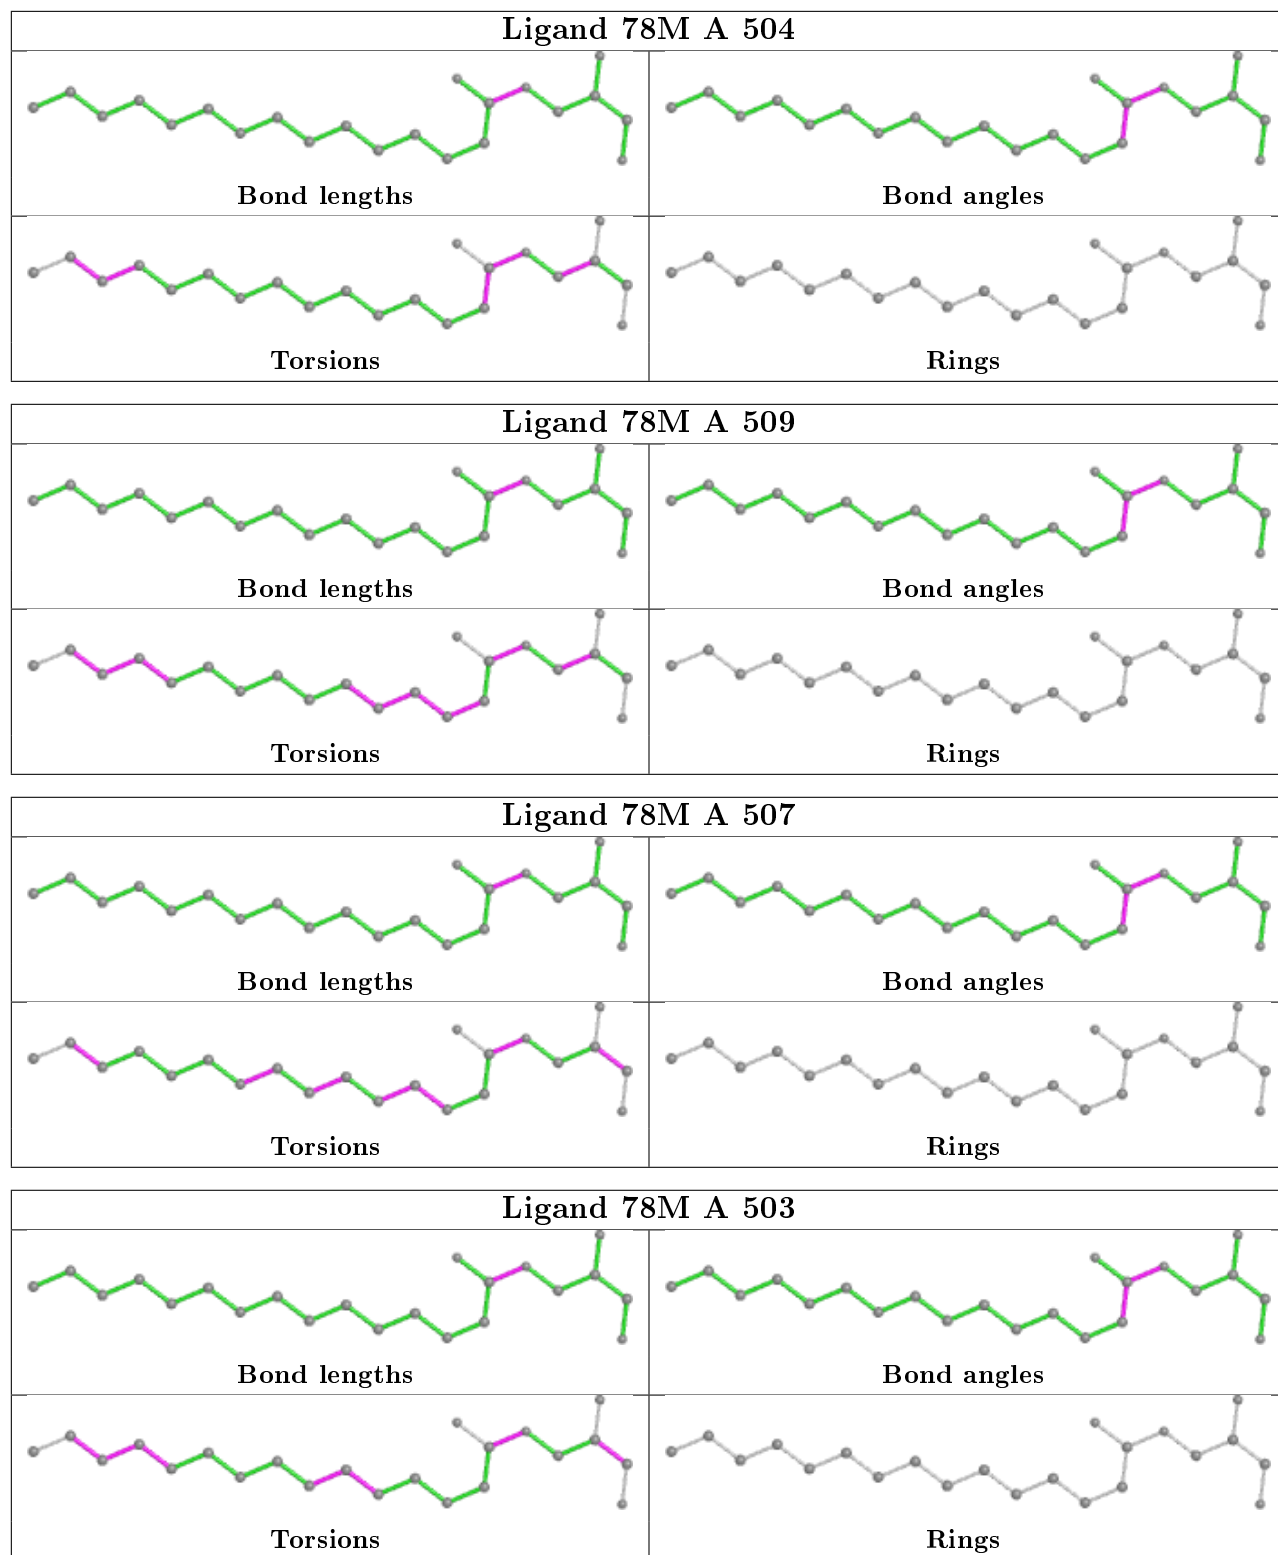 Ligand 78M A 504
Bond lengths
Bond angles
Torsions
Rings
Ligand 78M A 509
Bond lengths
Bond angles
Torsions
Rings
Ligand 78M A 507
Bond lengths
Bond angles
Torsions
Rings
Ligand 78M A 503
Bond lengths
Bond angles
Torsions
Rings